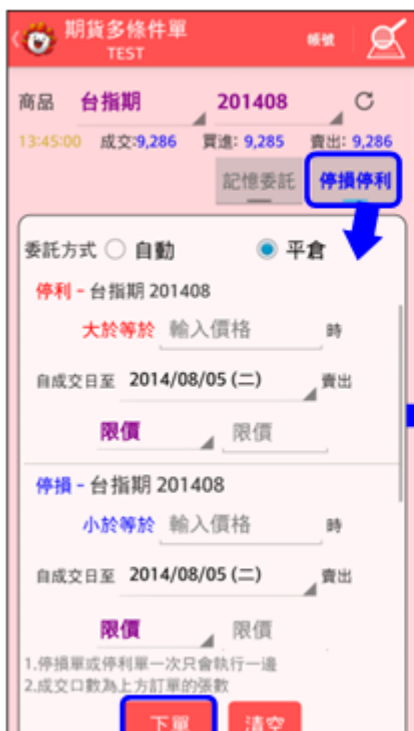 期貨多條件單
TEST
帳號
商品 台指期 201408
13:45:00 成交:9,286 買進: 9,285 賣出: 9,286
記憶委託 停損停利
委託方式 自動 平倉
停利 - 台指期 201408
大於等於 輸入價格 時
自成交日至 2014/08/05 (二) 賣出
限價 限價
停損 - 台指期 201408
小於等於 輸入價格 時
自成交日至 2014/08/05 (二) 賣出
限價 限價
1.停損單或停利單一次只會執行一邊
2.成交口數為上方訂單的張數
下單 清空